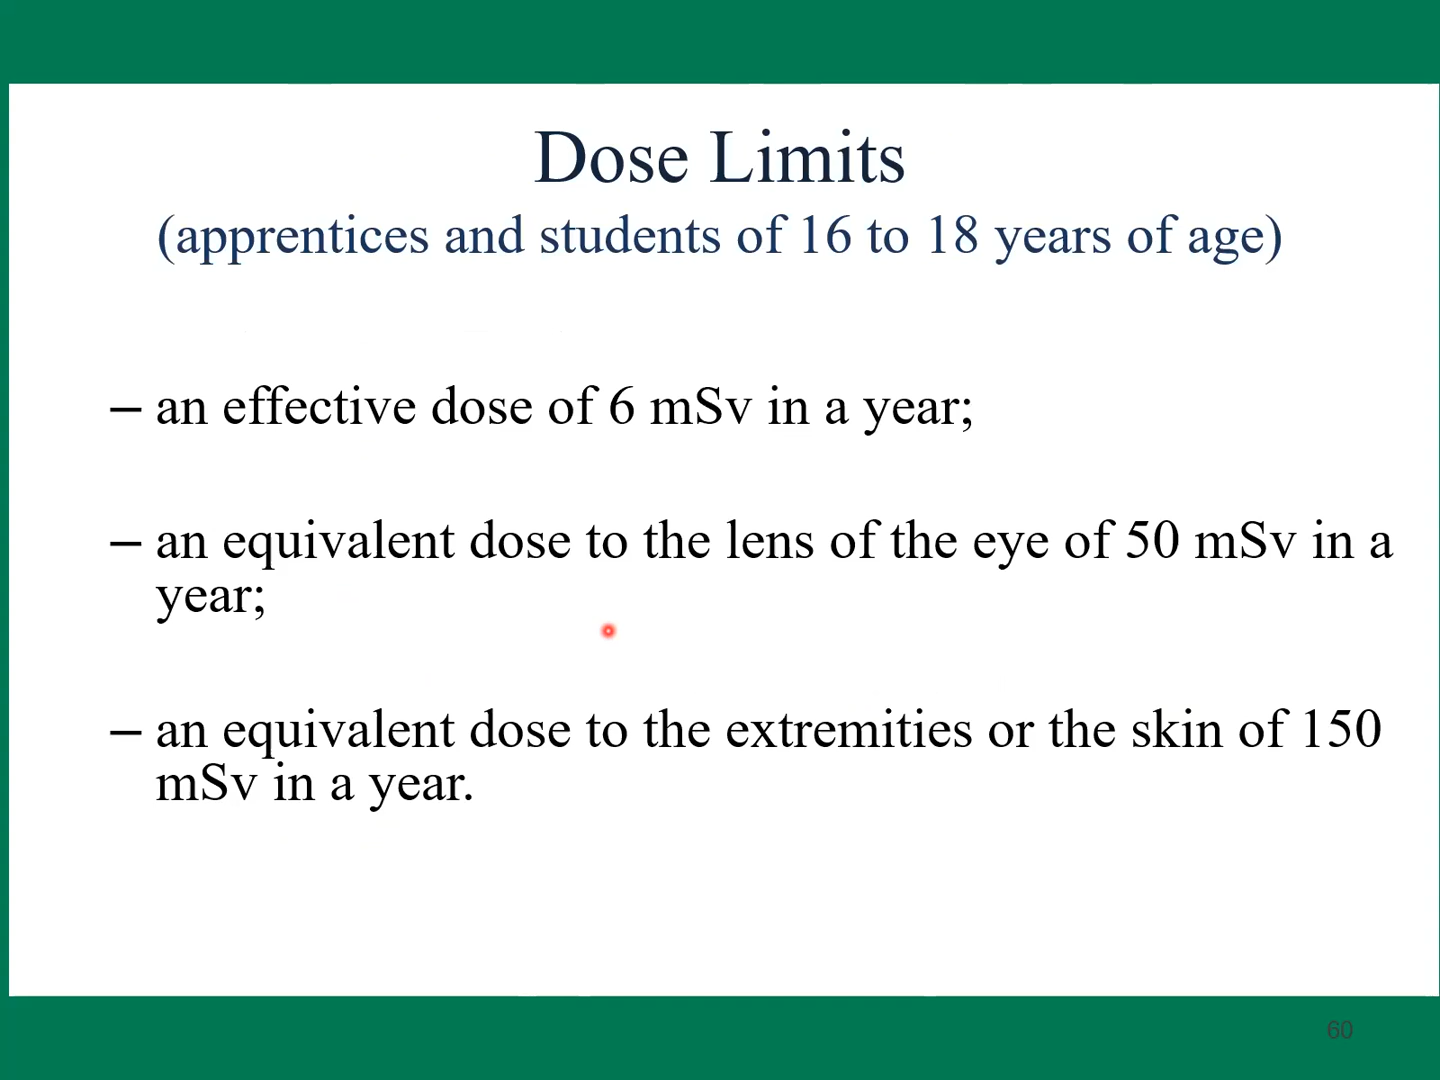 Dose Limits
(apprentices and students of 16 to 18 years of age)
– an effective dose of 6 mSv in a year;
– an equivalent dose to the lens of the eye of 50 mSv in a
year;
– an equivalent dose to the extremities or the skin of 150
mSv in a year.
60